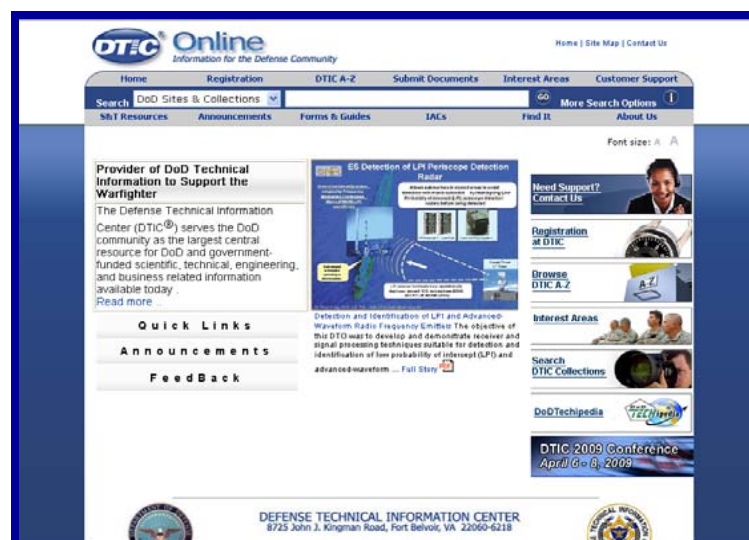 DTIC® Online
Information for the Defense Community
Home | Site Map | Contact Us
Home Registration DTIC A-Z Submit Documents Interest Areas Customer Support
Search DoD Sites & Collections GO More Search Options i
S&T Resources Announcements Forms & Guides IACs Find It About Us
Font size: A A
Provider of DoD Technical
Information to Support the
Warfighter
The Defense Technical Information
Center (DTIC®) serves the DoD
community as the largest central
resource for DoD and government-
funded scientific, technical, engineering,
and business related information
available today .
Read more ..
Quick Links
Announcements
FeedBack
ES Detection of LPI Periscope Detection
Radar
Detection and Identification of LPI and Advanced-
Waveform Radio Frequency Emitters The objective of
this DTO was to develop and demonstrate receiver and
signal processing techniques suitable for detection and
identification of low probability of intercept (LPI) and
advanced-waveform ... Full Story
Need Support?
Contact Us
Registration
at DTIC
Browse
DTIC A-Z
A-Z
Interest Areas
Search
DTIC Collections
DoDTechipedia
DoD TECHipedia
DTIC 2009 Conference
April 6 - 8, 2009
DEFENSE TECHNICAL INFORMATION CENTER
8725 John J. Kingman Road, Fort Belvoir, VA 22060-6218